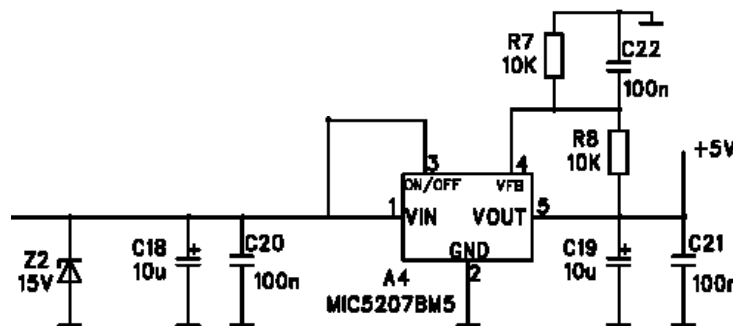 R7
10K
C22
100n
R8
10K
+5V
3
4
ON/OFF
VFB
1
VIN
VOUT
5
GND
2
Z2
15V
C18
+
10u
C20
100n
A4
MIC5207BM5
C19
+
10u
C21
100n